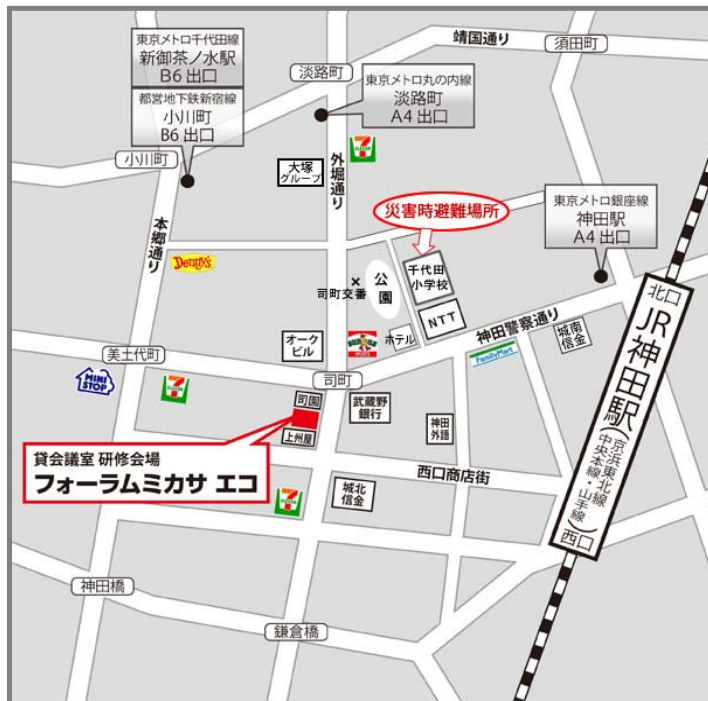 東京メトロ千代田線
新御茶ノ水駅
B6 出口
都営地下鉄新宿線
小川町
B6 出口
靖国通り
須田町
淡路町
東京メトロ丸の内線
淡路町
A4 出口
小川町
大塚
グループ
外堀通り
7
ELEVEN
災害時避難場所
東京メトロ銀座線
神田駅
A4 出口
本郷通り
Denny's
司町交番
公園
千代田
小学校
NTT
北口
JR神田駅
(京浜東北線
中央本線・山手線)
西口
神田警察通り
城南
信金
オーク
ビル
ホテル
FamilyMart
美土代町
司町
MINI
STOP
7
ELEVEN
司園
武蔵野
銀行
上州屋
神田
外語
貸会議室 研修会場
フォーラムミカサ エコ
西口商店街
城北
信金
7
ELEVEN
神田橋
鎌倉橋